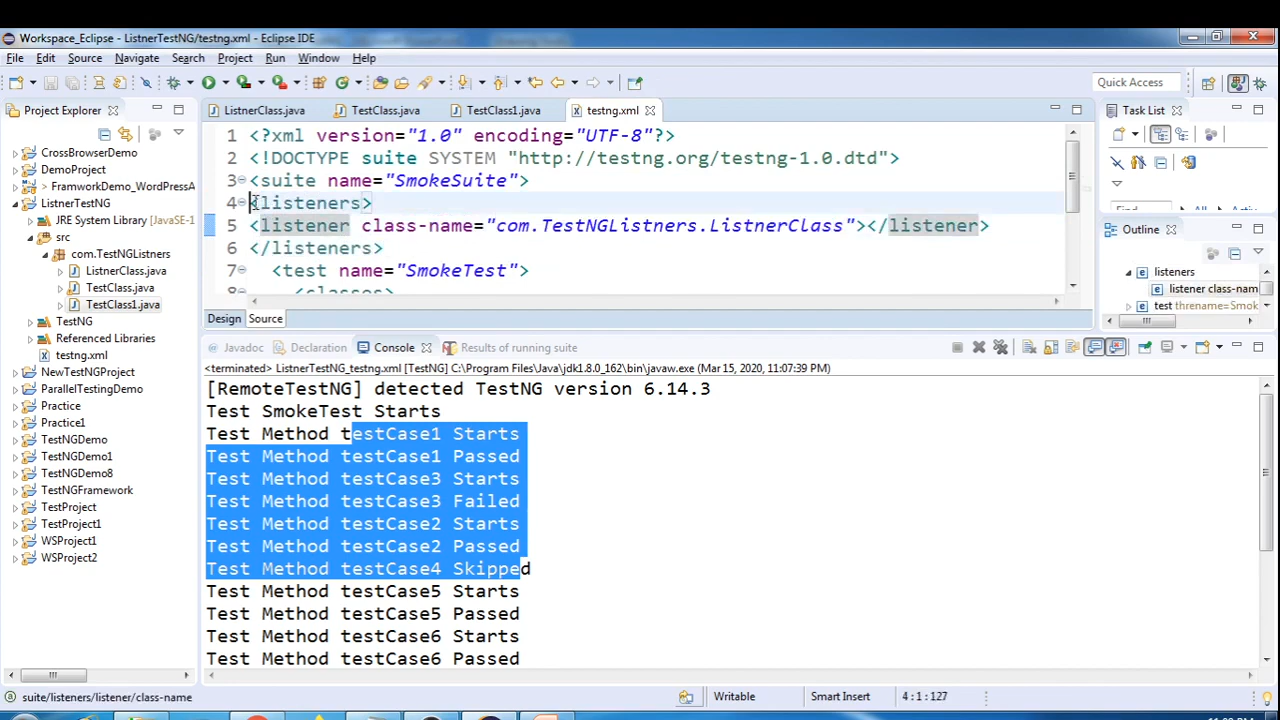 Workspace_Eclipse - ListnerTestNG/testng.xml - Eclipse IDE
File Edit Source Navigate Search Project Run Window Help
Quick Access
Project Explorer
ListnerClass.java
TestClass.java
TestClass1.java
testng.xml
Task List
CrossBrowserDemo
DemoProject
> FramworkDemo_WordPressA
ListnerTestNG
JRE System Library [JavaSE-1
src
com.TestNGListners
ListnerClass.java
TestClass.java
TestClass1.java
TestNG
Referenced Libraries
testng.xml
NewTestNGProject
ParallelTestingDemo
Practice
Practice1
TestNGDemo
TestNGDemo1
TestNGDemo8
TestNGFramework
TestProject
TestProject1
WSProject1
WSProject2
1 <?xml version="1.0" encoding="UTF-8"?>
2 <!DOCTYPE suite SYSTEM "http://testng.org/testng-1.0.dtd">
3 <suite name="SmokeSuite">
4 <listeners>
5 <listener class-name="com.TestNGListners.ListnerClass"></listener>
6 </listeners>
7 <test name="SmokeTest">
8 <classes>
Design Source
Outline
listeners
listener class-nam
test threname=Smok
Javadoc Declaration Console Results of running suite
<terminated> ListnerTestNG_testng.xml [TestNG] C:\Program Files\Java\jdk1.8.0_162\bin\javaw.exe (Mar 15, 2020, 11:07:39 PM)
[RemoteTestNG] detected TestNG version 6.14.3
Test SmokeTest Starts
Test Method testCase1 Starts
Test Method testCase1 Passed
Test Method testCase3 Starts
Test Method testCase3 Failed
Test Method testCase2 Starts
Test Method testCase2 Passed
Test Method testCase4 Skipped
Test Method testCase5 Starts
Test Method testCase5 Passed
Test Method testCase6 Starts
Test Method testCase6 Passed
suite/listeners/listener/class-name
Writable
Smart Insert
4 : 1 : 127